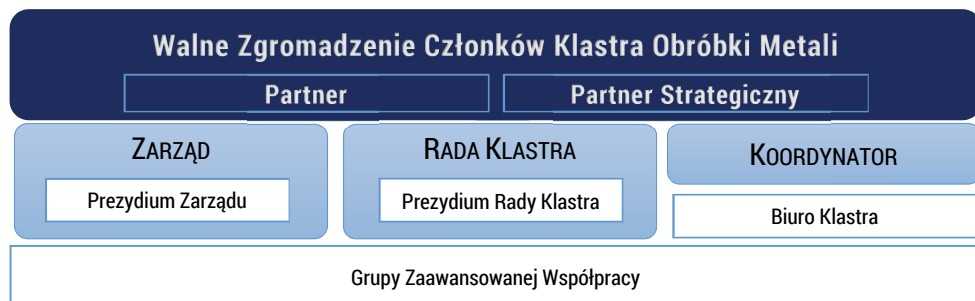 Walne Zgromadzenie Członków Klastra Obróbki Metali
Partner
Partner Strategiczny
ZARZĄD
Prezydium Zarządu
RADA KLASTRA
Prezydium Rady Klastra
KOORDYNATOR
Biuro Klastra
Grupy Zaawansowanej Współpracy